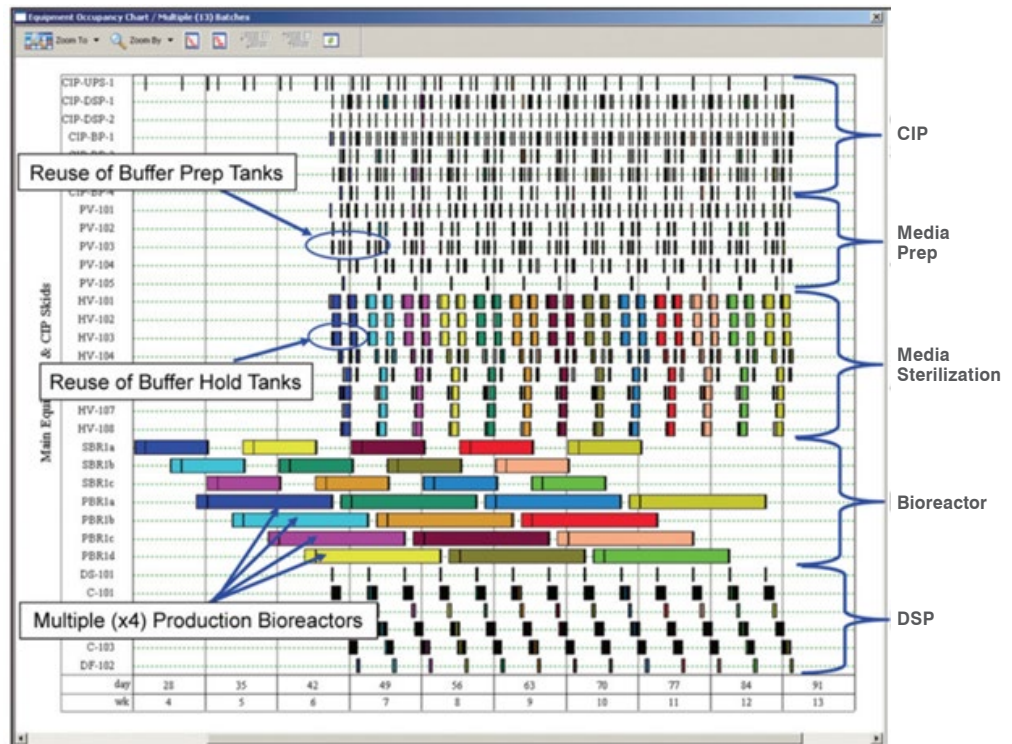 Equipment Occupancy Chart / Multiple (13) Batches
Zoom To
Zoom By
CIP-UPS-1
CIP-DSP-1
CIP-DSP-2
CIP-BP-1
Reuse of Buffer Prep Tanks
CIP-BP-4
PV-101
PV-102
PV-103
PV-104
PV-105
HV-101
HV-102
HV-103
HV-104
Reuse of Buffer Hold Tanks
HV-107
HV-108
SBR1a
SBR1b
SBR1c
PBR1a
PBR1b
PBR1c
PBR1d
DS-101
C-101
Multiple (x4) Production Bioreactors
C-103
DF-102
day 28 35 42 49 56 63 70 77 84 91
wk 4 5 6 7 8 9 10 11 12 13
& CIP Skids
CIP
Media
Prep
Media
Sterilization
Bioreactor
DSP